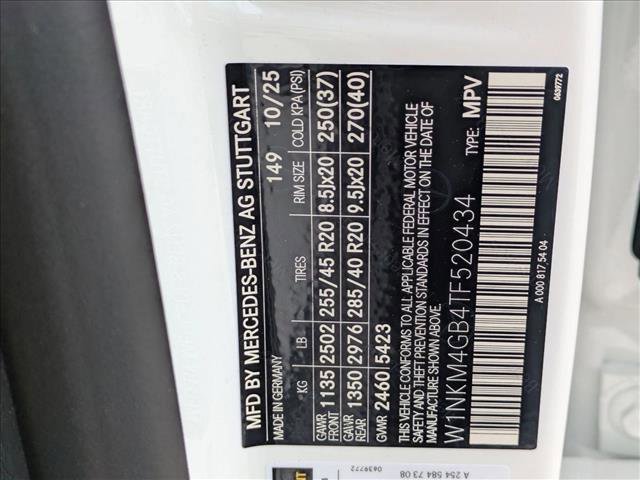 MFD BY MERCEDES-BENZ AG STUTTGART
MADE IN GERMANY 149 10/25
KG LB TIRES RIM SIZE COLD KPA (PSI)
GAWR FRONT 1135 2502 255/45 R20 8.5Jx20 250(37)
GAWR REAR 1350 2976 285/40 R20 9.5Jx20 270(40)
GVWR 2460 5423
THIS VEHICLE CONFORMS TO ALL APPLICABLE FEDERAL MOTOR VEHICLE
SAFETY AND THEFT PREVENTION STANDARDS IN EFFECT ON THE DATE OF
MANUFACTURE SHOWN ABOVE.
W1NKM4GB4TF520434 TYPE: MPV
A 000 817 54 04 0639772
0639772
A 254 584 73 08